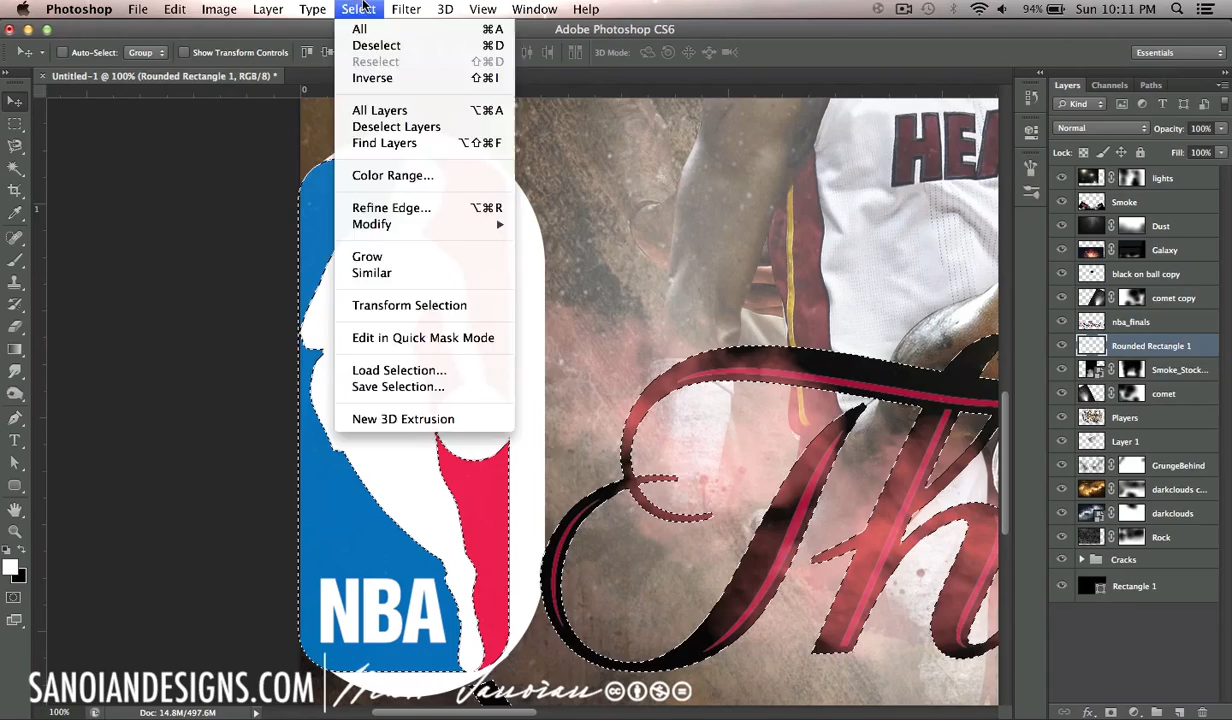 Photoshop File Edit Image Layer Type Select Filter 3D View Window Help 94% Sun 10:11 PM
Adobe Photoshop CS6
Auto-Select: Group Show Transform Controls 3D Mode: Essentials
Untitled-1 @ 100% (Rounded Rectangle 1, RGB/8) *
All ⌘A
Deselect ⌘D
Reselect ⇧⌘D
Inverse ⇧⌘I
All Layers ⌥⌘A
Deselect Layers
Find Layers ⌥⇧⌘F
Color Range...
Refine Edge... ⌥⌘R
Modify
Grow
Similar
Transform Selection
Edit in Quick Mask Mode
Load Selection...
Save Selection...
New 3D Extrusion
0
1
HEA
NBA
Th
Layers Channels Paths
Kind
Normal Opacity: 100%
Lock: Fill: 100%
lights
Smoke
Dust
Galaxy
black on ball copy
comet copy
nba_finals
Rounded Rectangle 1
Smoke_Stock...
comet
Players
Layer 1
GrungeBehind
darkclouds c...
darkclouds
Rock
Cracks
Rectangle 1
SANOIANDESIGNS.COM
100% Doc: 14.8M/497.6M